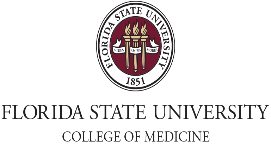 FLORIDA STATE UNIVERSITY
1851
FLORIDA STATE UNIVERSITY
COLLEGE OF MEDICINE